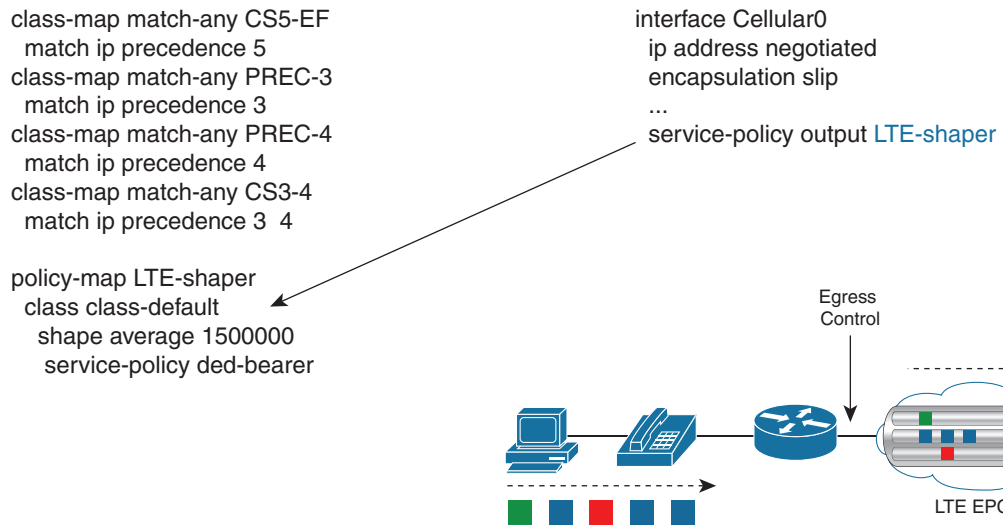 class-map match-any CS5-EF
match ip precedence 5
class-map match-any PREC-3
match ip precedence 3
class-map match-any PREC-4
match ip precedence 4
class-map match-any CS3-4
match ip precedence 3 4
policy-map LTE-shaper
class class-default
shape average 1500000
service-policy ded-bearer
interface Cellular0
ip address negotiated
encapsulation slip
...
service-policy output LTE-shaper
Egress
Control
LTE EPC